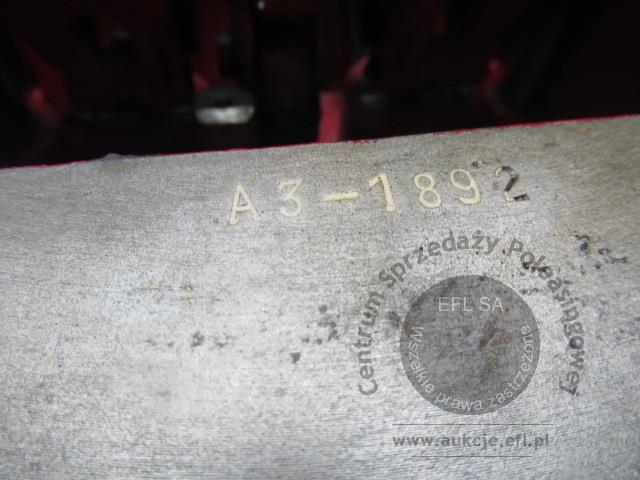 A3-1892
Centrum Sprzedaży Poleasingowej
EFL SA
Wszelkie prawa zastrzeżone
www.aukcje.efl.pl